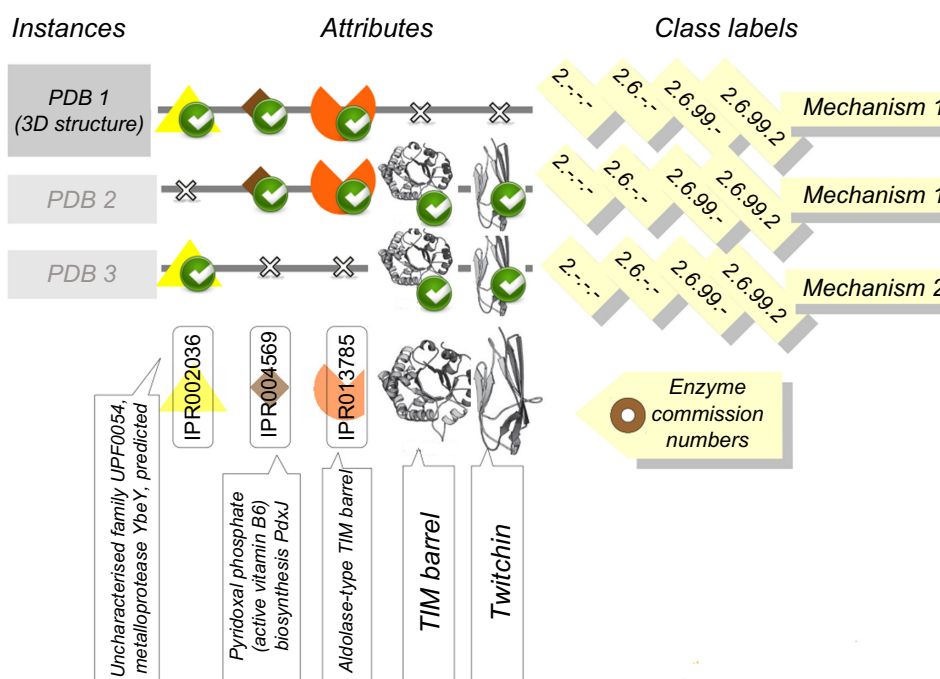 Instances
Attributes
Class labels
PDB 1
(3D structure)
2.-.-.-
2.6.-.-
2.6.99.-
2.6.99.2
Mechanism 1
PDB 2
2.-.-.-
2.6.-.-
2.6.99.-
2.6.99.2
Mechanism 1
PDB 3
2.-.-.-
2.6.-.-
2.6.99.-
2.6.99.2
Mechanism 2
IPR002036
IPR004569
IPR013785
Enzyme
commission
numbers
Uncharacterised family UPF0054,
metalloprotease YbeY, predicted
Pyridoxal phosphate
(active vitamin B6)
biosynthesis PdxJ
Aldolase-type TIM barrel
TIM barrel
Twitchin